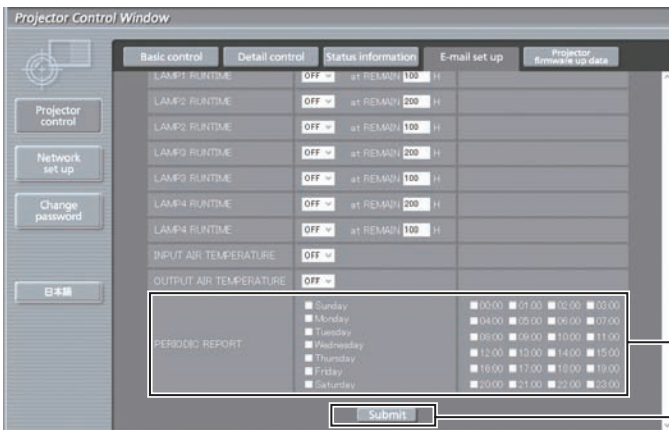 Projector Control Window
Basic control
Detail control
Status information
E-mail set up
Projector
firmware up data
Projector
control
Network
set up
Change
password
日本語
LAMP1 RUNTIME OFF at REMAIN 100 H
LAMP2 RUNTIME OFF at REMAIN 200 H
LAMP2 RUNTIME OFF at REMAIN 100 H
LAMP3 RUNTIME OFF at REMAIN 200 H
LAMP3 RUNTIME OFF at REMAIN 100 H
LAMP4 RUNTIME OFF at REMAIN 200 H
LAMP4 RUNTIME OFF at REMAIN 100 H
INPUT AIR TEMPERATURE OFF
OUTPUT AIR TEMPERATURE OFF
PERIODIC REPORT
Sunday
Monday
Tuesday
Wednesday
Thursday
Friday
Saturday
00:00 01:00 02:00 03:00
04:00 05:00 06:00 07:00
08:00 09:00 10:00 11:00
12:00 13:00 14:00 15:00
16:00 17:00 18:00 19:00
20:00 21:00 22:00 23:00
Submit